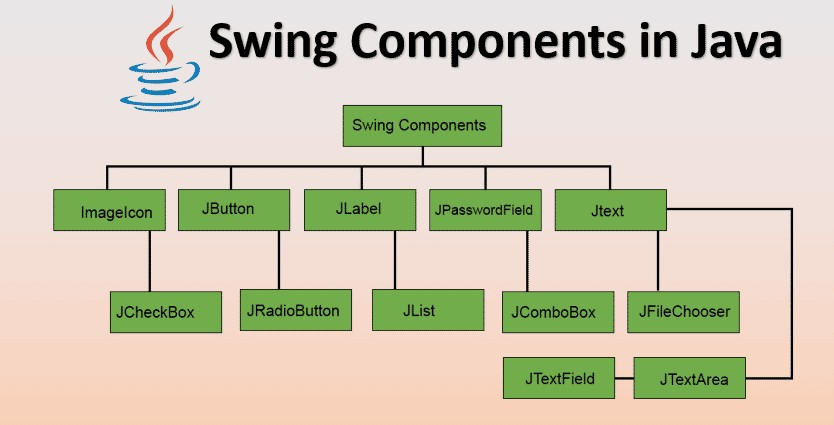 Swing Components in Java
Swing Components
ImageIcon
JButton
JLabel
JPasswordField
Jtext
JCheckBox
JRadioButton
JList
JComboBox
JFileChooser
JTextField
JTextArea